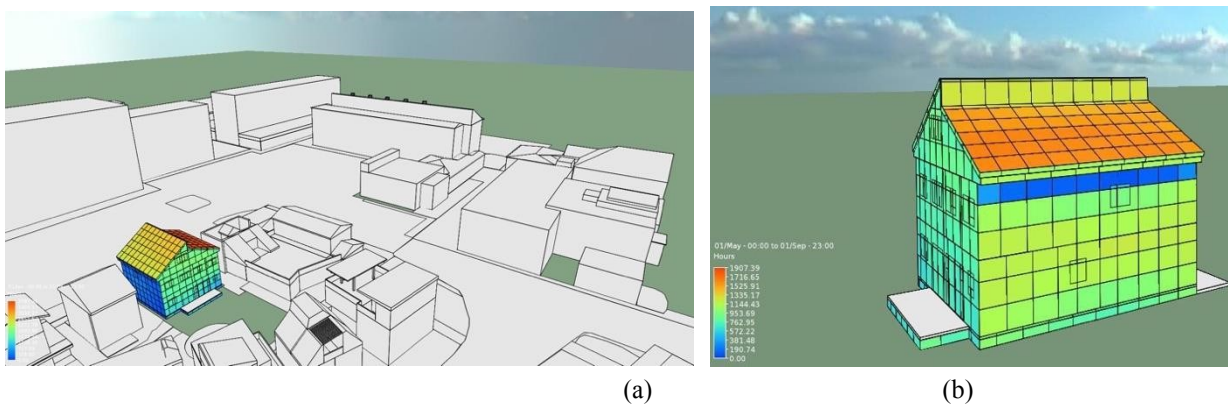 01/May - 00:00 to 01/Sep - 23:00
Hours
1907.39
1716.65
1525.91
1335.17
1144.43
953.69
762.95
572.22
381.48
190.74
0.00
(a)
(b)